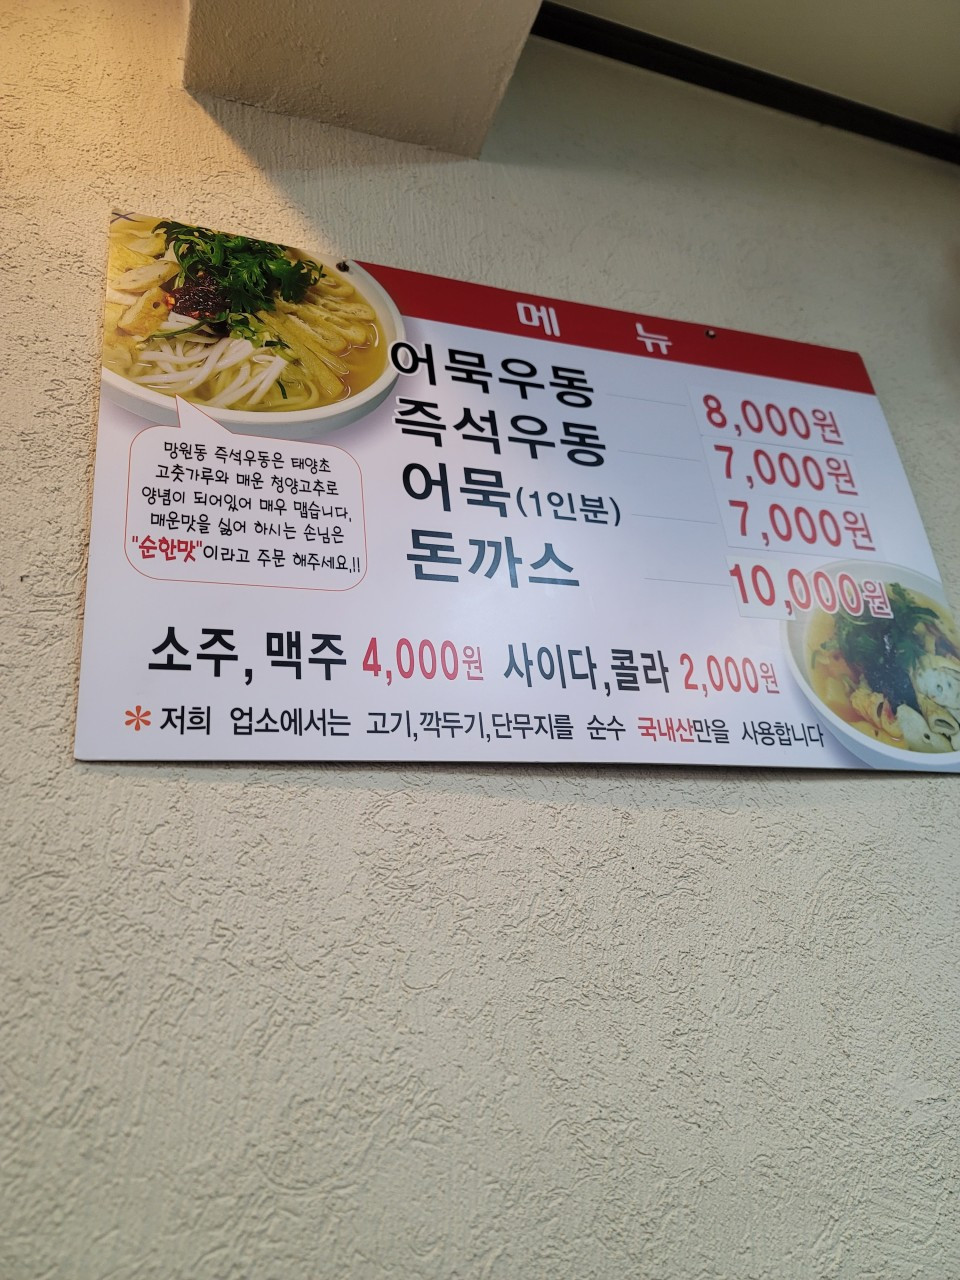 메 뉴
어묵우동 8,000원
즉석우동 7,000원
어묵(1인분) 7,000원
돈까스 10,000원
망원동 즉석우동은 태양초
고춧가루와 매운 청양고추로
양념이 되어있어 매우 맵습니다.
매운맛을 싫어 하시는 손님은
"순한맛"이라고 주문 해주세요.!!
소주, 맥주 4,000원 사이다,콜라 2,000원
* 저희 업소에서는 고기,깍두기,단무지를 순수 국내산만을 사용합니다